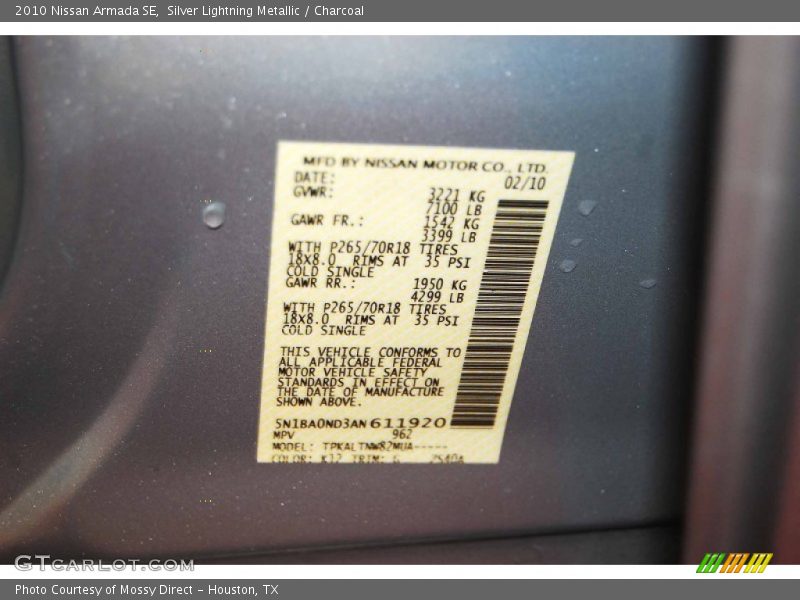 2010 Nissan Armada SE, Silver Lightning Metallic / Charcoal
MFD BY NISSAN MOTOR CO., LTD.
DATE: 02/10
GVWR: 3221 KG
7100 LB
GAWR FR.: 1542 KG
3399 LB
WITH P265/70R18 TIRES
18X8.0 RIMS AT 35 PSI
COLD SINGLE
GAWR RR.: 1950 KG
4299 LB
WITH P265/70R18 TIRES
18X8.0 RIMS AT 35 PSI
COLD SINGLE
THIS VEHICLE CONFORMS TO
ALL APPLICABLE FEDERAL
MOTOR VEHICLE SAFETY
STANDARDS IN EFFECT ON
THE DATE OF MANUFACTURE
SHOWN ABOVE.
5N1BA0ND3AN611920
MPV 962
MODEL: TPKALTNW82MUA-----
COLOR: K12 TRIM: G
GTCARLOT.COM
Photo Courtesy of Mossy Direct – Houston, TX